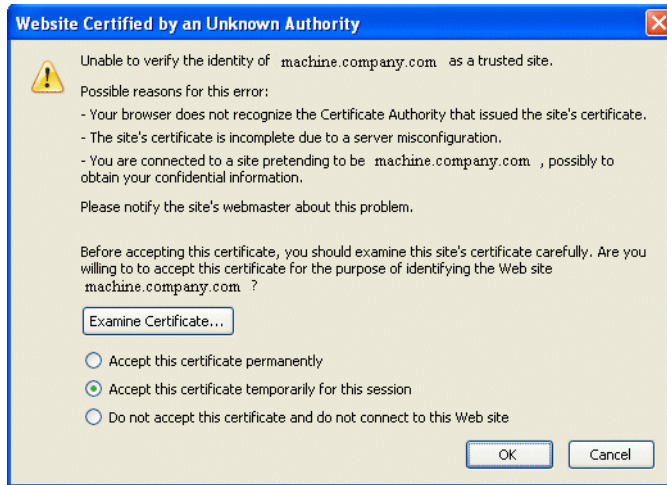 Website Certified by an Unknown Authority
Unable to verify the identity of machine.company.com as a trusted site.
Possible reasons for this error:
- Your browser does not recognize the Certificate Authority that issued the site's certificate.
- The site's certificate is incomplete due to a server misconfiguration.
- You are connected to a site pretending to be machine.company.com , possibly to
obtain your confidential information.
Please notify the site's webmaster about this problem.
Before accepting this certificate, you should examine this site's certificate carefully. Are you
willing to to accept this certificate for the purpose of identifying the Web site
machine.company.com ?
Examine Certificate...
Accept this certificate permanently
Accept this certificate temporarily for this session
Do not accept this certificate and do not connect to this Web site
OK Cancel